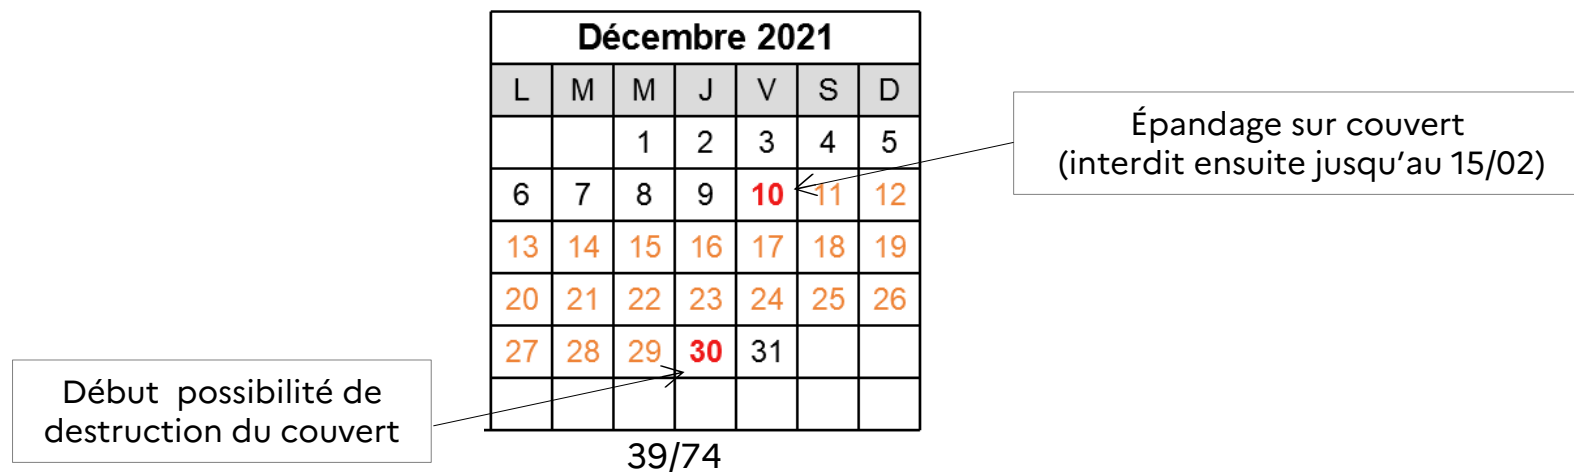 Décembre 2021
L M M J V S D
1 2 3 4 5
6 7 8 9 10 11 12
13 14 15 16 17 18 19
20 21 22 23 24 25 26
27 28 29 30 31
Épandage sur couvert
(interdit ensuite jusqu’au 15/02)
Début possibilité de
destruction du couvert
39/74